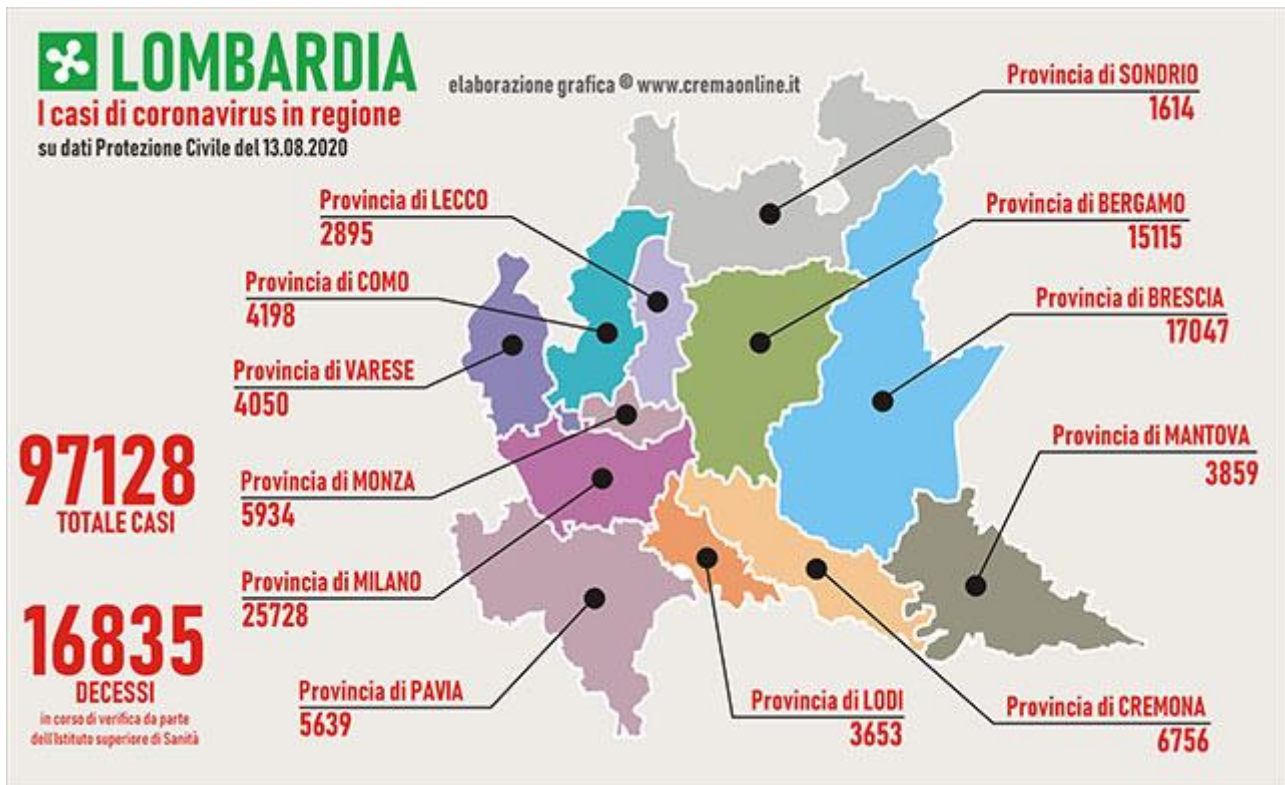 LOMBARDIA
I casi di coronavirus in regione
su dati Protezione Civile del 13.08.2020
elaborazione grafica © www.cremaonline.it
Provincia di SONDRIO
1614
Provincia di LECCO
2895
Provincia di BERGAMO
15115
Provincia di COMO
4198
Provincia di BRESCIA
17047
Provincia di VARESE
4050
Provincia di MANTOVA
3859
97128
TOTALE CASI
Provincia di MONZA
5934
Provincia di MILANO
25728
16835
DECESSI
in corso di verifica da parte
dell'Istituto superiore di Sanità
Provincia di PAVIA
5639
Provincia di LODI
3653
Provincia di CREMONA
6756